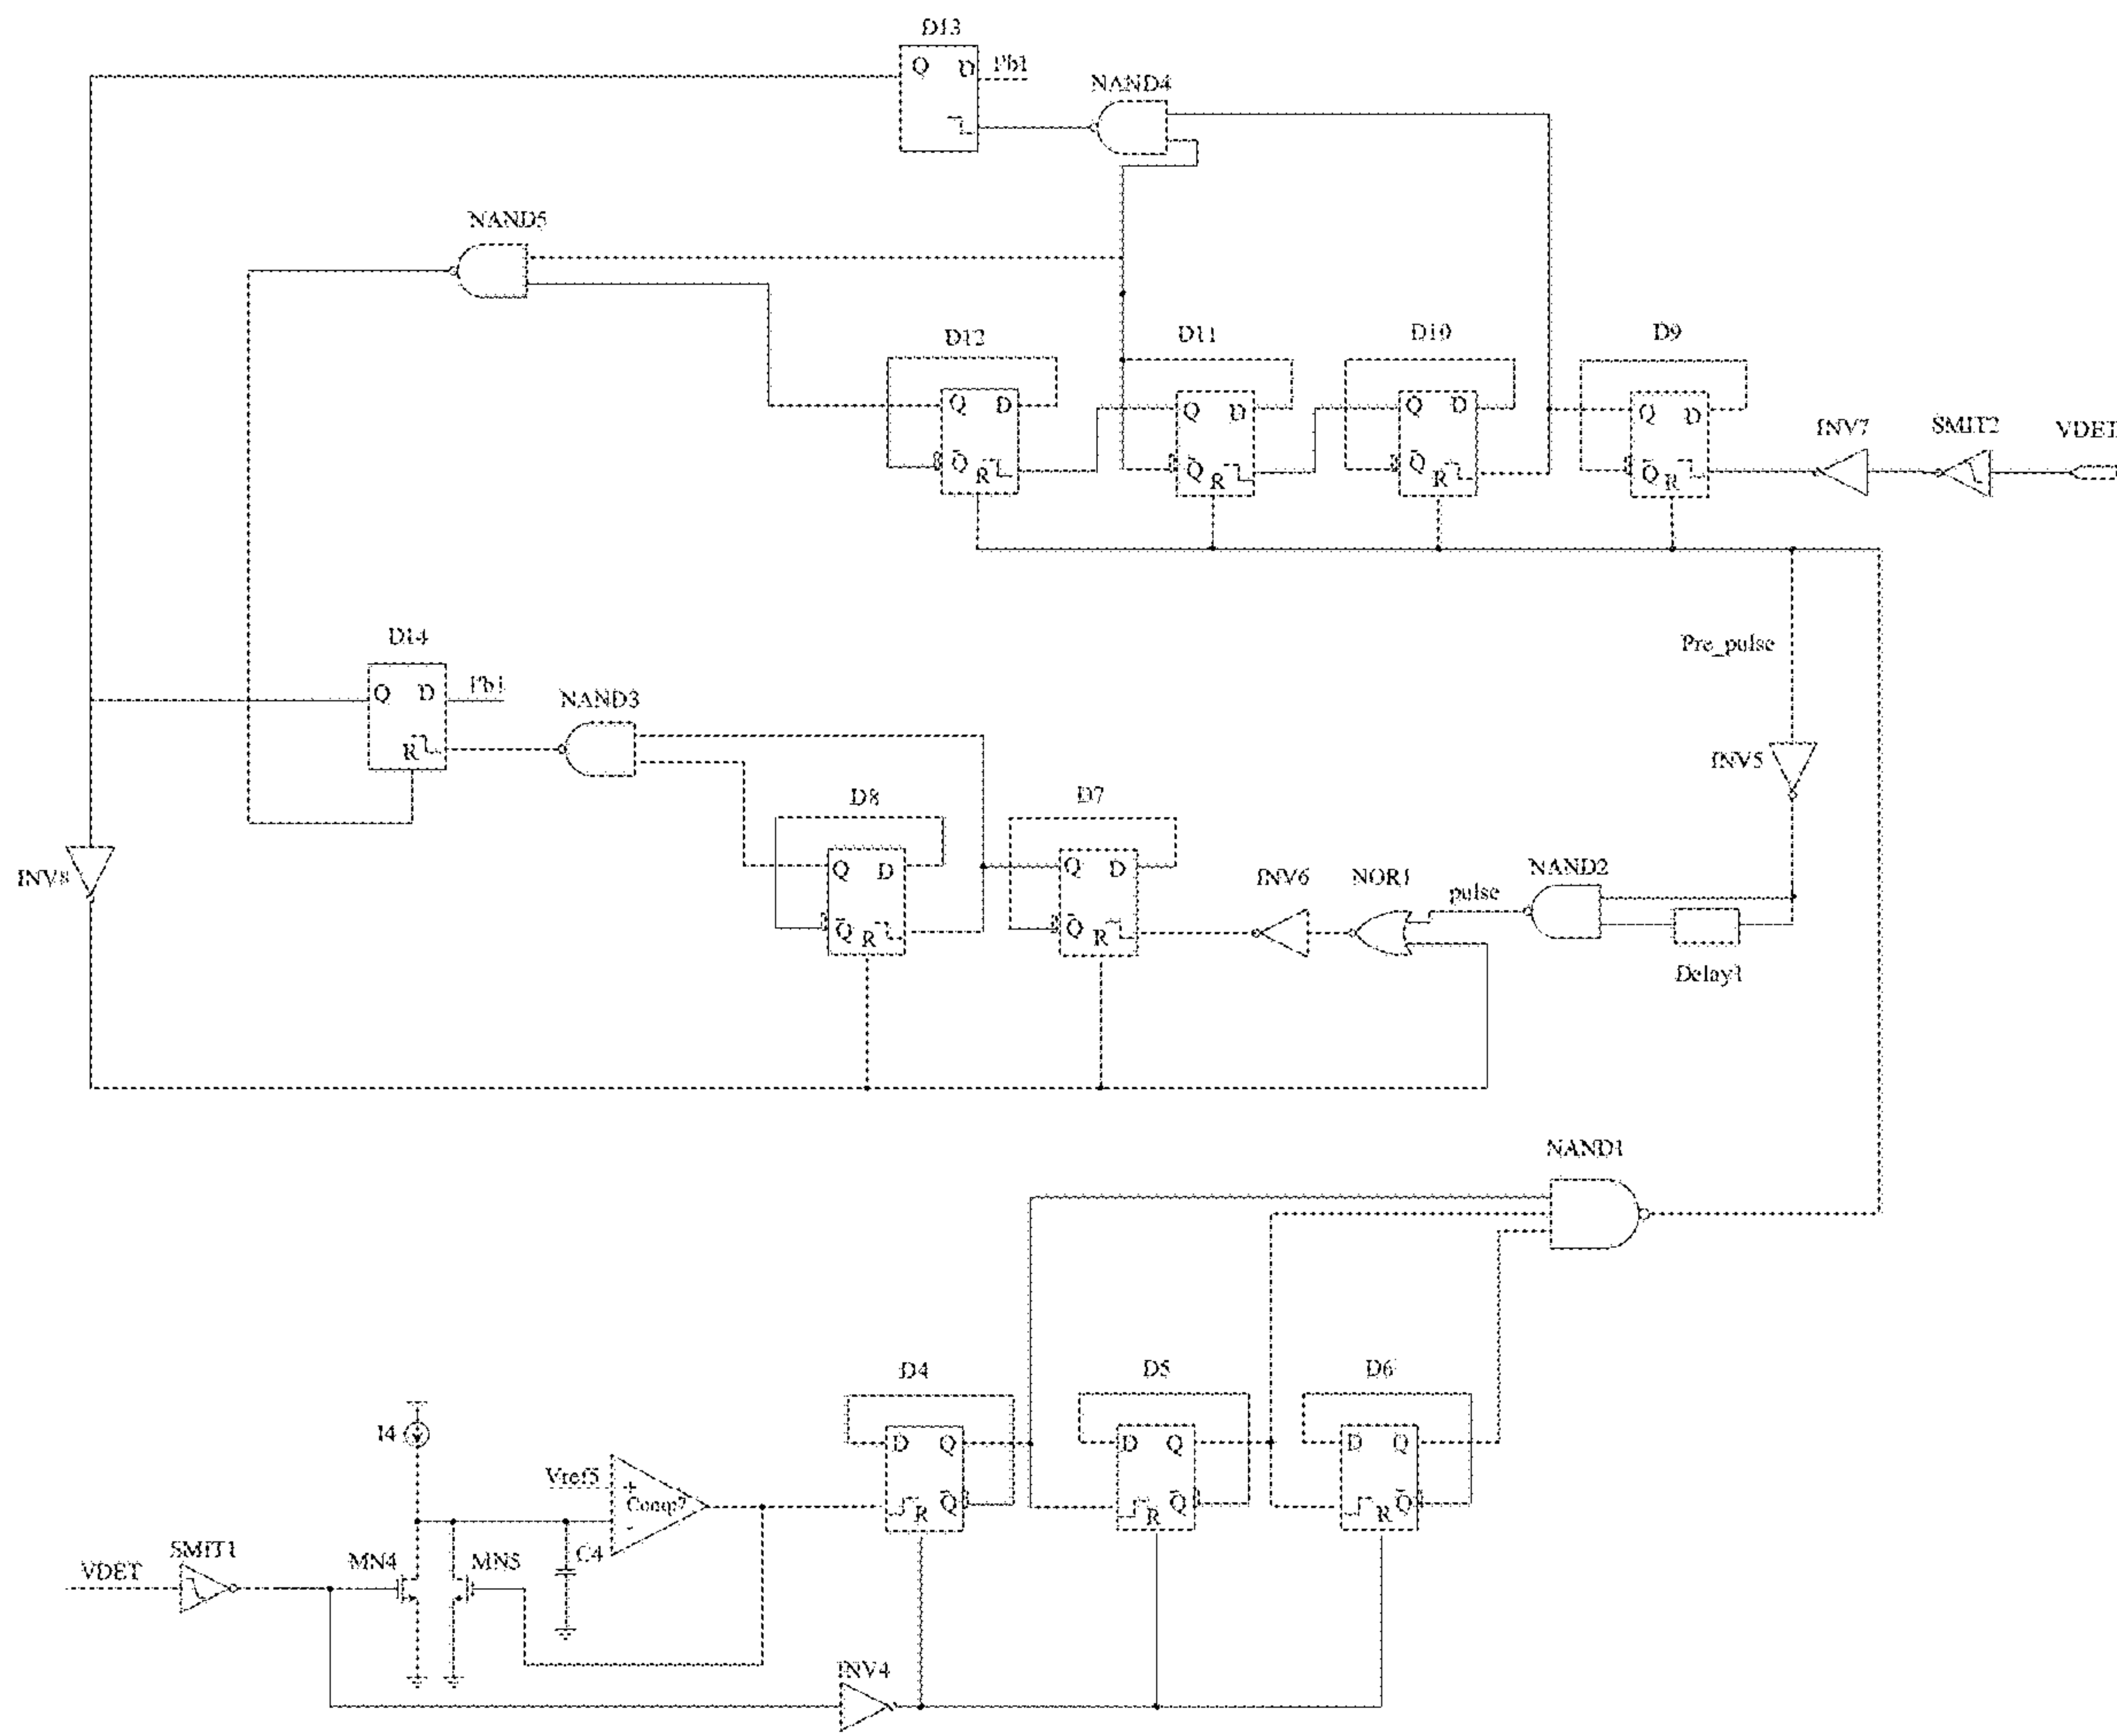 D13
Q D Pb1
NAND4
NAND5
D12 D11 D10 D9
Q D Q D Q D Q D
INV7 SMIT2 VDET
Q̅ R Q̅ R Q̅ R Q̅ R
D14
Pre_pulse
Q D Pb1
NAND3
R
INV5
D8 D7
INV8
Q D Q D
INV6 NOR1 pulse NAND2
Q̅ R Q̅ R
Delay1
NAND1
D4 D5 D6
I4
D Q D Q D Q
Vref5
+
Comp7
-
R Q̅ R Q̅ R Q̅
VDET SMIT1 MN4 MN5 C4
INV4